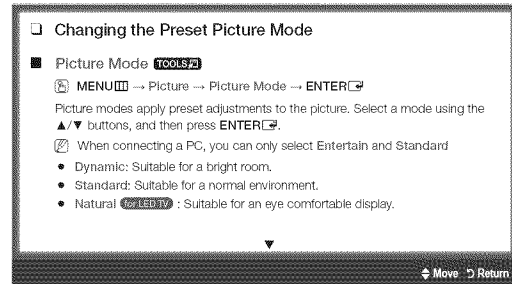 ❑ Changing the Preset Picture Mode
■ Picture Mode TOOLS
MENU → Picture → Picture Mode → ENTER
Picture modes apply preset adjustments to the picture. Select a mode using the
▲/▼ buttons, and then press ENTER.
When connecting a PC, you can only select Entertain and Standard
● Dynamic: Suitable for a bright room.
● Standard: Suitable for a normal environment.
● Natural for LED TV : Suitable for an eye comfortable display.
▼
Move Return